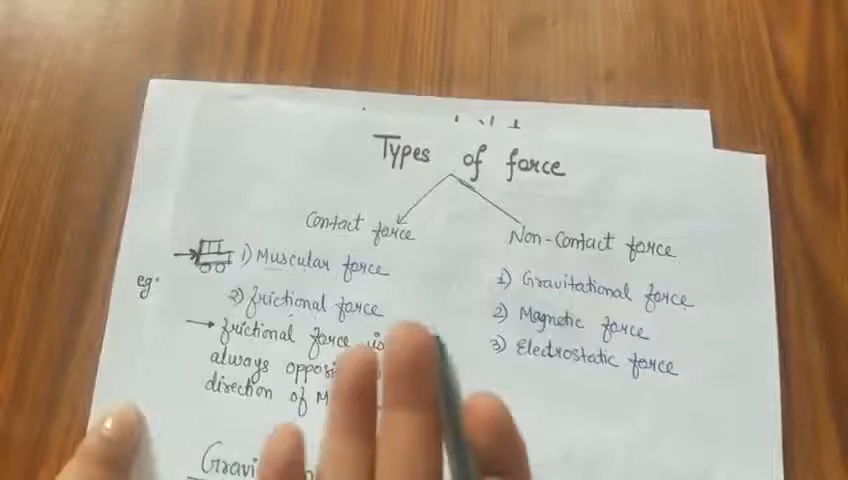 Types of force
Contact force
Non-Contact force
1) Muscular force
eg:
2) frictional force
→ frictional force is
always
direction of
1) Gravitational force
2) Magnetic force
3) Electrostatic force